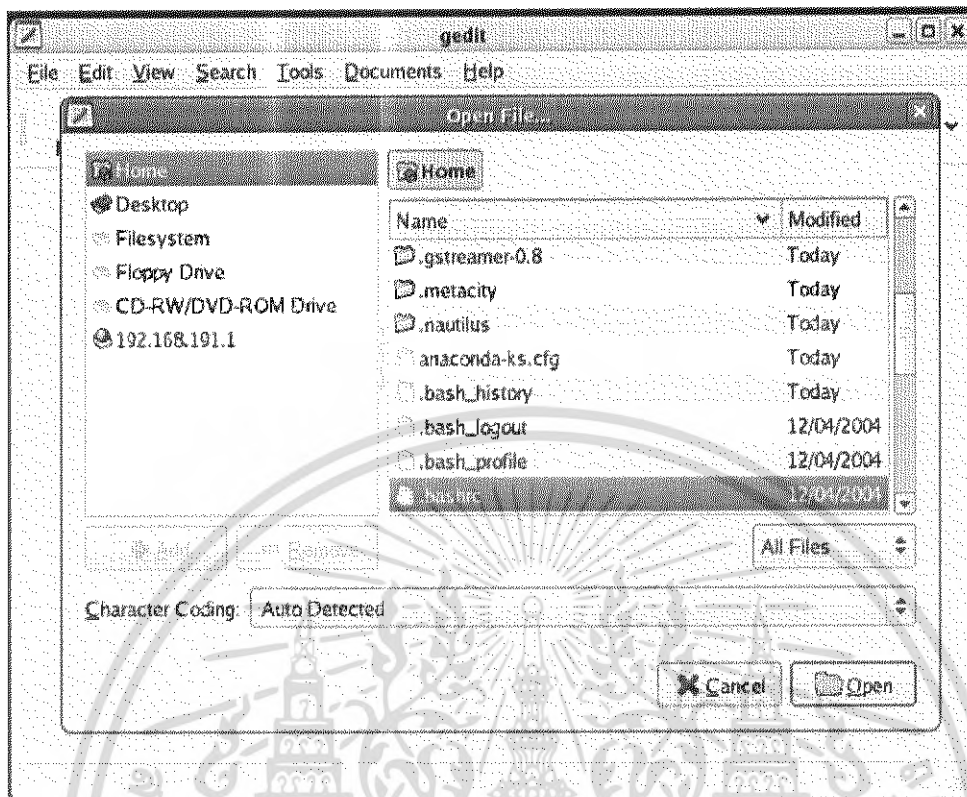 gedit
File Edit View Search Tools Documents Help
Open File...
Home
Desktop
Filesystem
Floppy Drive
CD-RW/DVD-ROM Drive
192.168.191.1
Home
Name Modified
.gstreamer-0.8 Today
.metacity Today
.nautilus Today
anaconda-ks.cfg Today
.bash_history Today
.bash_logout 12/04/2004
.bash_profile 12/04/2004
.bashrc 12/04/2004
Add Remove
All Files
Character Coding: Auto Detected
Cancel Open